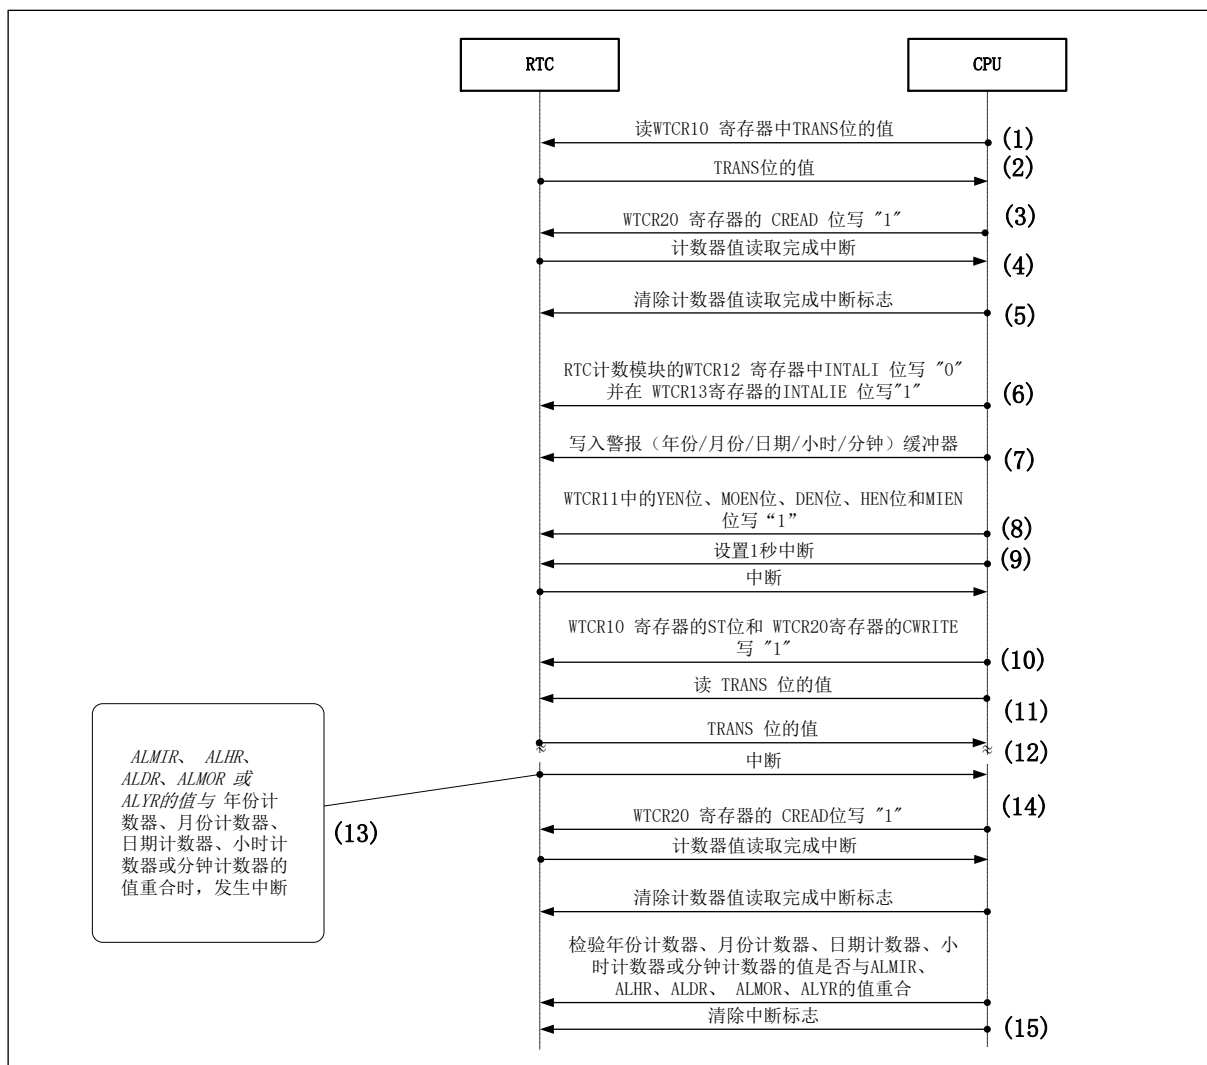 RTC
CPU
读WTCR10 寄存器中TRANS位的值
(1)
TRANS位的值
(2)
WTCR20 寄存器的 CREAD 位写 "1"
(3)
计数器值读取完成中断
(4)
清除计数器值读取完成中断标志
(5)
RTC计数模块的WTCR12 寄存器中INTALI 位写 "0"
并在 WTCR13寄存器的INTALIE 位写"1"
(6)
写入警报（年份/月份/日期/小时/分钟）缓冲器
(7)
WTCR11中的YEN位、MOEN位、DEN位、HEN位和MIEN
位写“1”
(8)
设置1秒中断
(9)
中断
WTCR10 寄存器的ST位和 WTCR20寄存器的CWRITE
写 "1"
(10)
读 TRANS 位的值
(11)
TRANS 位的值
(12)
中断
ALMIR、 ALHR、
ALDR、ALMOR 或
ALYR的值与 年份计
数器、月份计数器、
日期计数器、小时计
数器或分钟计数器的
值重合时，发生中断
(13)
WTCR20 寄存器的 CREAD位写 "1"
(14)
计数器值读取完成中断
清除计数器值读取完成中断标志
检验年份计数器、月份计数器、日期计数器、小
时计数器或分钟计数器的值是否与ALMIR、
ALHR、ALDR、 ALMOR、ALYR的值重合
清除中断标志
(15)